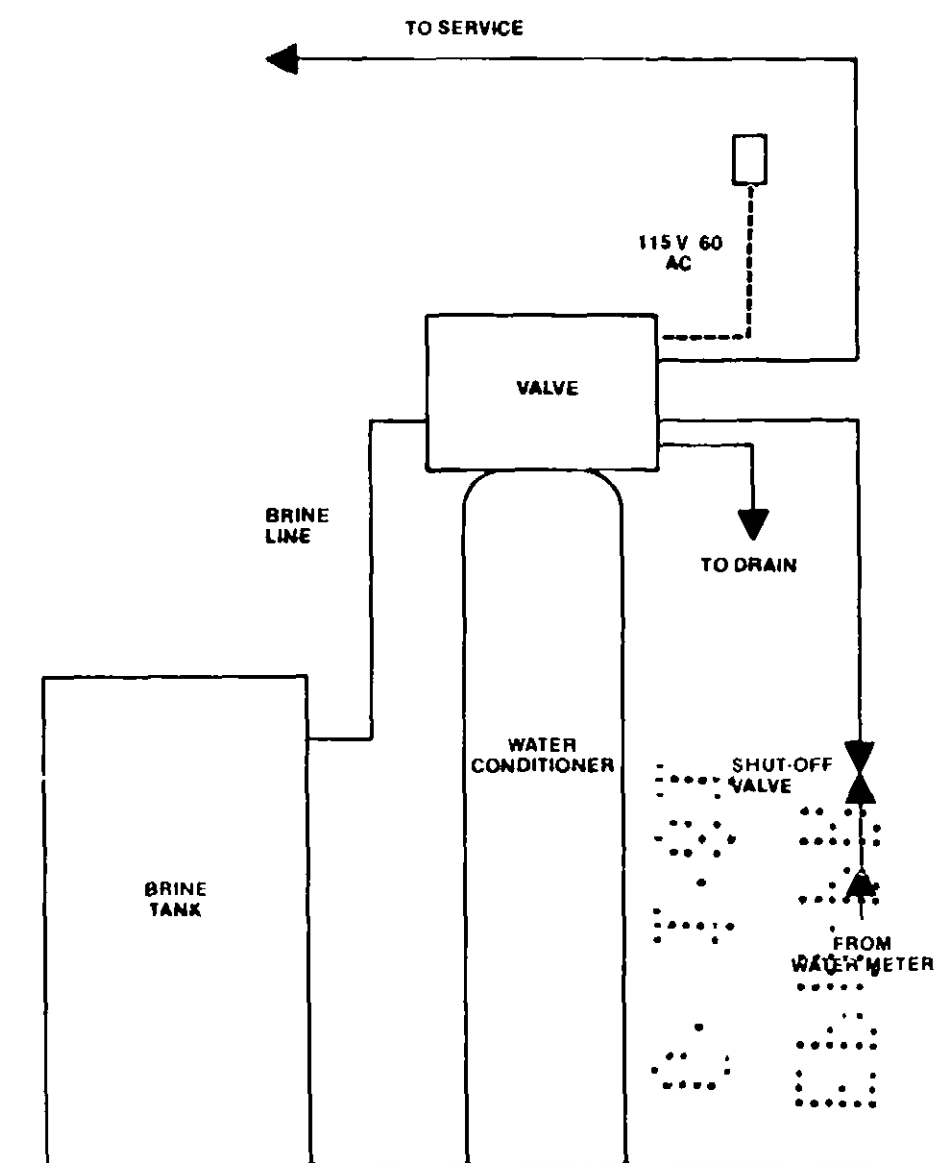 TO SERVICE
115 V 60
AC
VALVE
BRINE
LINE
TO DRAIN
WATER
CONDITIONER
SHUT-OFF
VALVE
BRINE
TANK
FROM
WATER METER